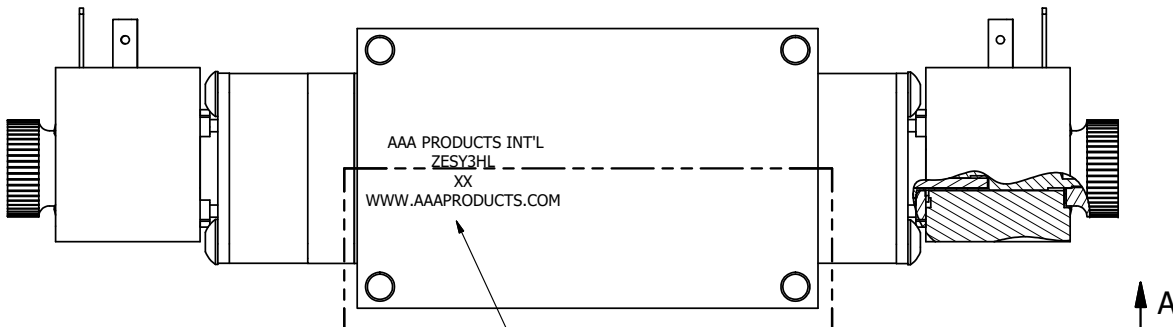 AAA PRODUCTS INT'L
ZESY3HL
XX
WWW.AAAPRODUCTS.COM
A